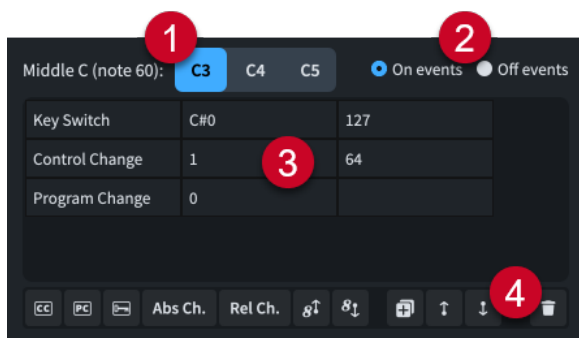 1 2
Middle C (note 60): C3 C4 C5 On events Off events
Key Switch C#0 127
Control Change 1 3 64
Program Change 0
4
CC PC Abs Ch. Rel Ch. 8 8